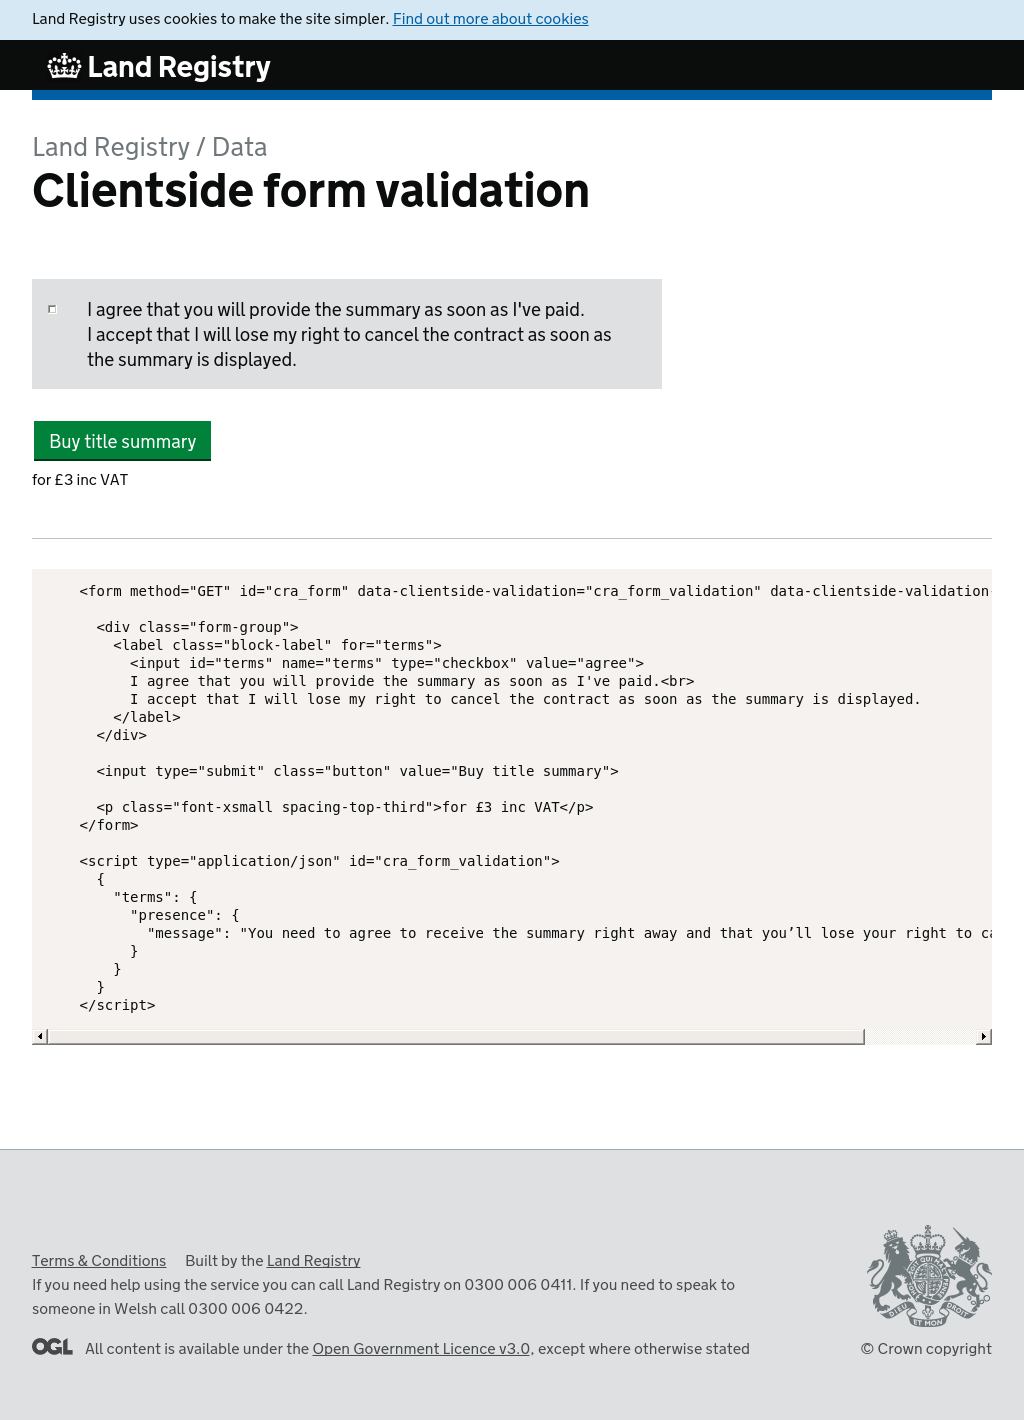 Land Registry uses cookies to make the site simpler. Find out more about cookies
Land Registry
Land Registry / Data
Clientside form validation
I agree that you will provide the summary as soon as I've paid.
I accept that I will lose my right to cancel the contract as soon as
the summary is displayed.
Buy title summary
for £3 inc VAT
<form method="GET" id="cra_form" data-clientside-validation="cra_form_validation" data-clientside-validation
<div class="form-group">
<label class="block-label" for="terms">
<input id="terms" name="terms" type="checkbox" value="agree">
I agree that you will provide the summary as soon as I've paid.<br>
I accept that I will lose my right to cancel the contract as soon as the summary is displayed.
</label>
</div>
<input type="submit" class="button" value="Buy title summary">
<p class="font-xsmall spacing-top-third">for £3 inc VAT</p>
</form>
<script type="application/json" id="cra_form_validation">
{
"terms": {
"presence": {
"message": "You need to agree to receive the summary right away and that you’ll lose your right to ca
}
}
}
</script>
Terms & Conditions Built by the Land Registry
If you need help using the service you can call Land Registry on 0300 006 0411. If you need to speak to
someone in Welsh call 0300 006 0422.
OGL All content is available under the Open Government Licence v3.0, except where otherwise stated
© Crown copyright